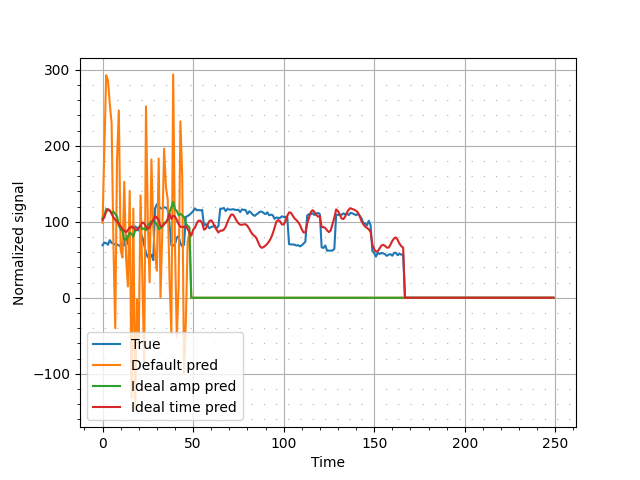 300
200
100
0
−100
Normalized signal
True
Default pred
Ideal amp pred
Ideal time pred
0
50
100
150
200
250
Time